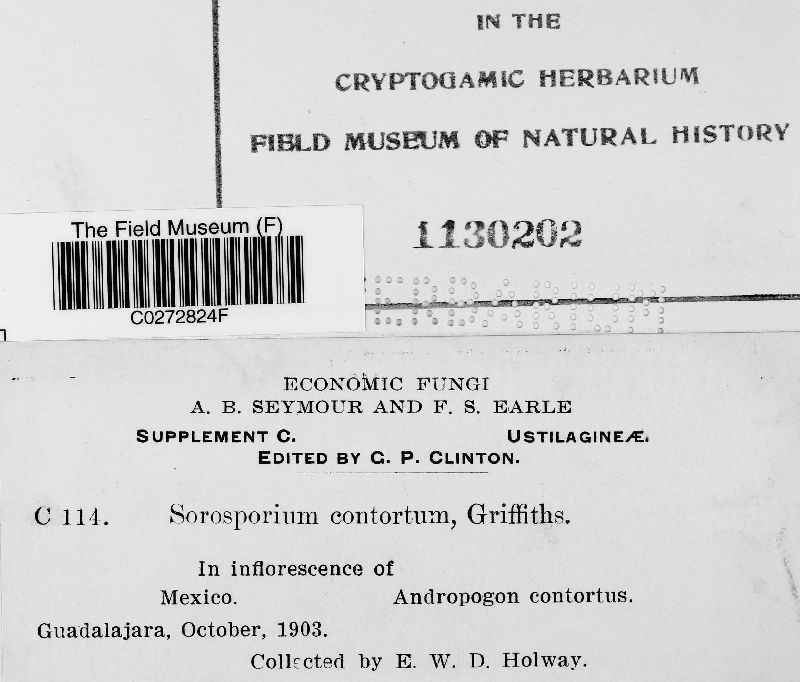 IN THE
CRYPTOGAMIC HERBARIUM
FIELD MUSEUM OF NATURAL HISTORY
1130202
The Field Museum (F)
C0272824F
ECONOMIC FUNGI
A. B. SEYMOUR AND F. S. EARLE
SUPPLEMENT C. USTILAGINEÆ.
EDITED BY G. P. CLINTON.
C 114. Sorosporium contortum, Griffiths.
In inflorescence of
Mexico. Andropogon contortus.
Guadalajara, October, 1903.
Collected by E. W. D. Holway.